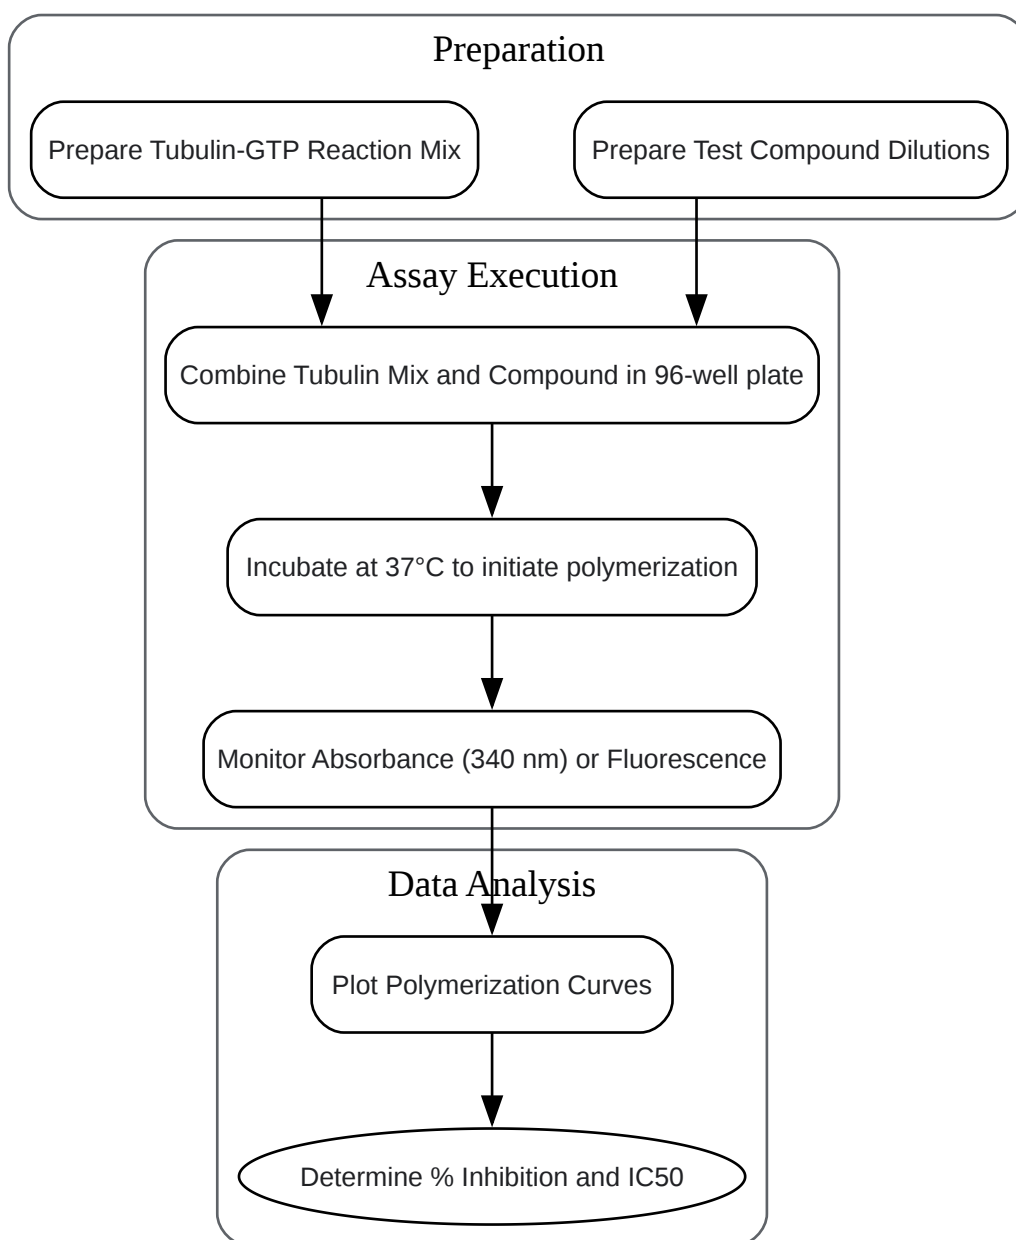 Preparation
Prepare Tubulin-GTP Reaction Mix
Prepare Test Compound Dilutions
Assay Execution
Combine Tubulin Mix and Compound in 96-well plate
Incubate at 37°C to initiate polymerization
Monitor Absorbance (340 nm) or Fluorescence
Data Analysis
Plot Polymerization Curves
Determine % Inhibition and IC50